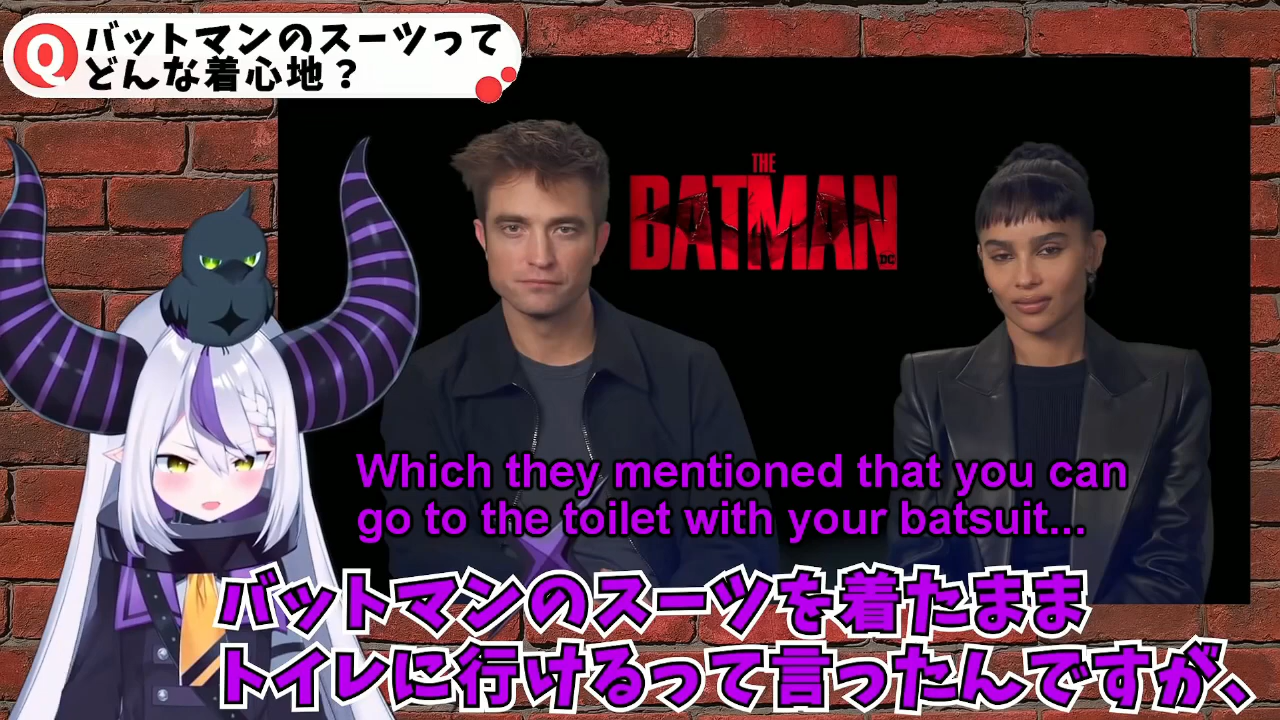 Q
バットマンのスーツって
どんな着心地？
THE
BATMAN
DC
Which they mentioned that you can
go to the toilet with your batsuit...
バットマンのスーツを着たまま
トイレに行けるって言ったんですが、